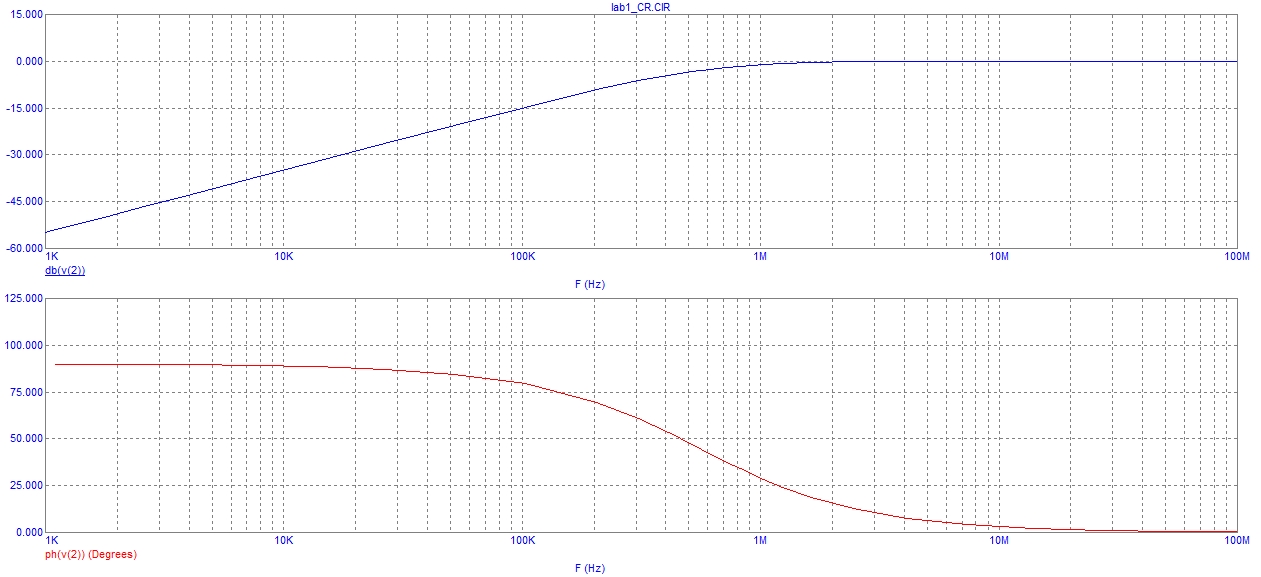 lab1_CR.CIR
15.000
0.000
-15.000
-30.000
-45.000
-60.000
1K 10K 100K 1M 10M 100M
db(v(2))
F (Hz)
125.000
100.000
75.000
50.000
25.000
0.000
1K 10K 100K 1M 10M 100M
ph(v(2)) (Degrees)
F (Hz)